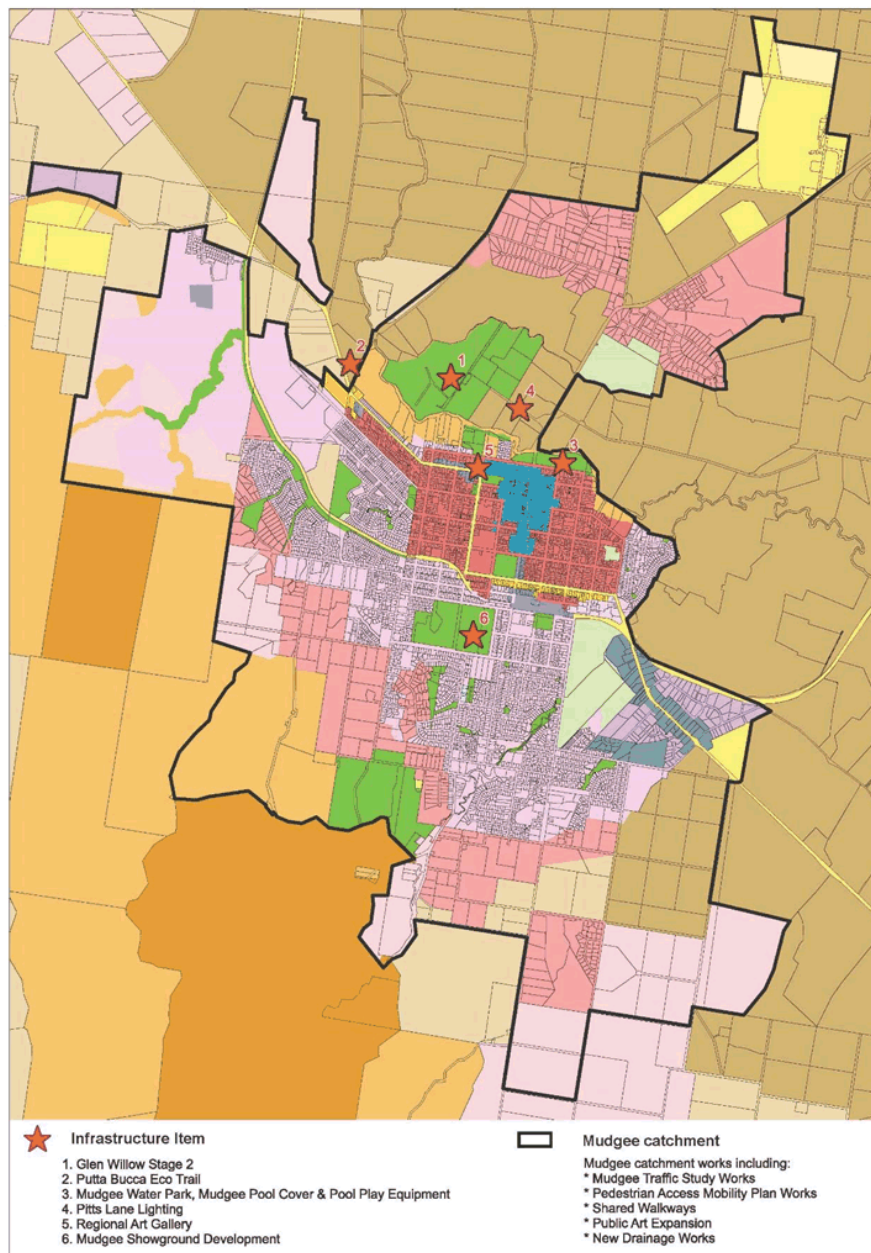 2
1
4
5
3
6
Infrastructure Item
1. Glen Willow Stage 2
2. Putta Bucca Eco Trail
3. Mudgee Water Park, Mudgee Pool Cover & Pool Play Equipment
4. Pitts Lane Lighting
5. Regional Art Gallery
6. Mudgee Showground Development
Mudgee catchment
Mudgee catchment works including:
* Mudgee Traffic Study Works
* Pedestrian Access Mobility Plan Works
* Shared Walkways
* Public Art Expansion
* New Drainage Works